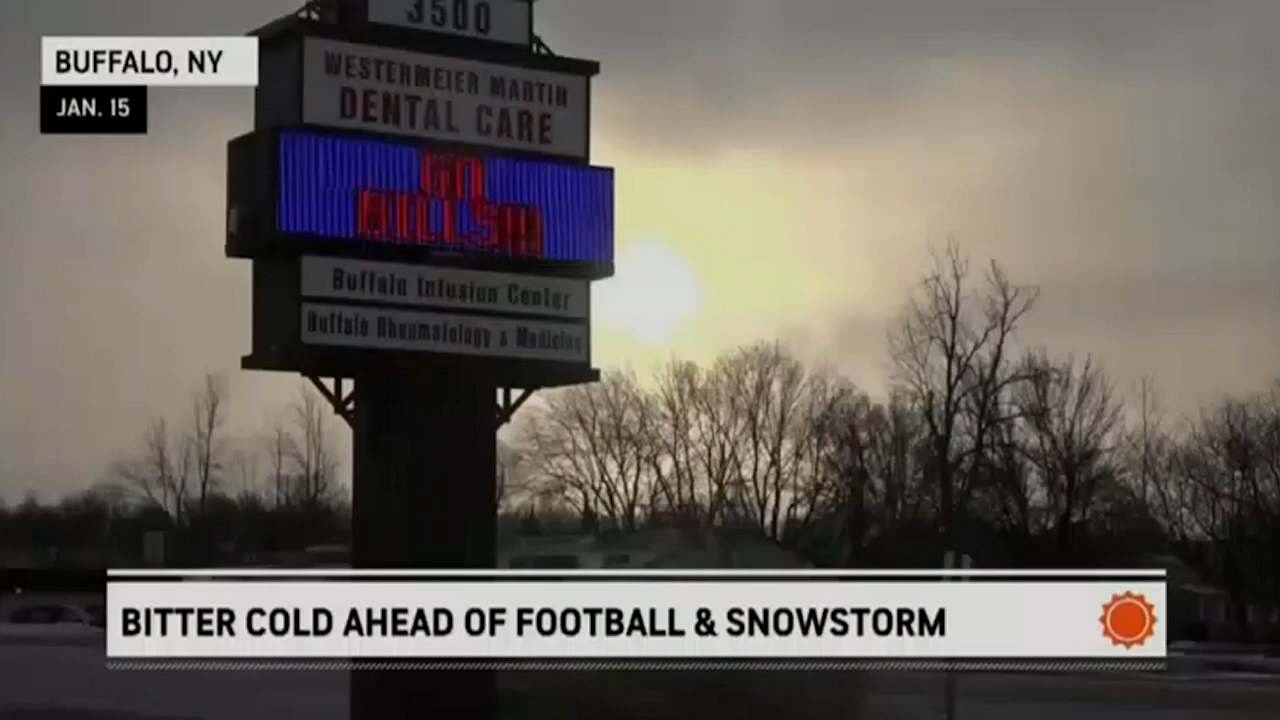 BUFFALO, NY
JAN. 15
3500
WESTERMEIER MARTIN
DENTAL CARE
GO
BILLS!!
Buffalo Infusion Center
Buffalo Rheumatology & Medicine
BITTER COLD AHEAD OF FOOTBALL & SNOWSTORM